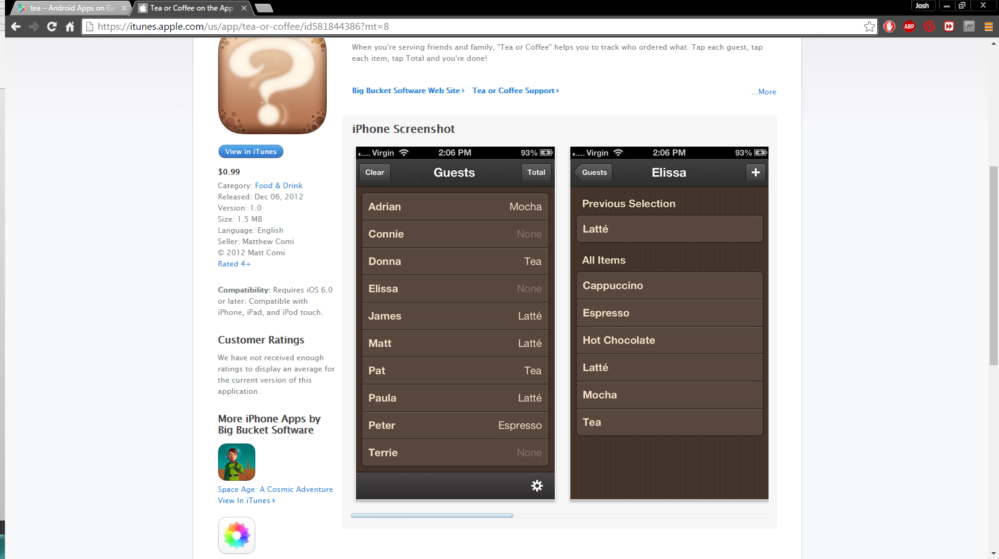 tea – Android Apps on Go
Tea or Coffee on the App
Josh
https://itunes.apple.com/us/app/tea-or-coffee/id581844386?mt=8
ABP
When you're serving friends and family, “Tea or Coffee” helps you to track who ordered what. Tap each guest, tap
each item, tap Total and you're done!
Big Bucket Software Web Site
Tea or Coffee Support
...More
View in iTunes
$0.99
Category: Food & Drink
Released: Dec 06, 2012
Version: 1.0
Size: 1.5 MB
Language: English
Seller: Matthew Comi
© 2012 Matt Comi
Rated 4+
Compatibility: Requires iOS 6.0
or later. Compatible with
iPhone, iPad, and iPod touch.
Customer Ratings
We have not received enough
ratings to display an average for
the current version of this
application.
More iPhone Apps by
Big Bucket Software
Space Age: A Cosmic Adventure
View In iTunes
iPhone Screenshot
Virgin 2:06 PM 93%
Clear Guests Total
Adrian Mocha
Connie None
Donna Tea
Elissa None
James Latté
Matt Latté
Pat Tea
Paula Latté
Peter Espresso
Terrie None
Virgin 2:06 PM 93%
Guests Elissa +
Previous Selection
Latté
All Items
Cappuccino
Espresso
Hot Chocolate
Latté
Mocha
Tea